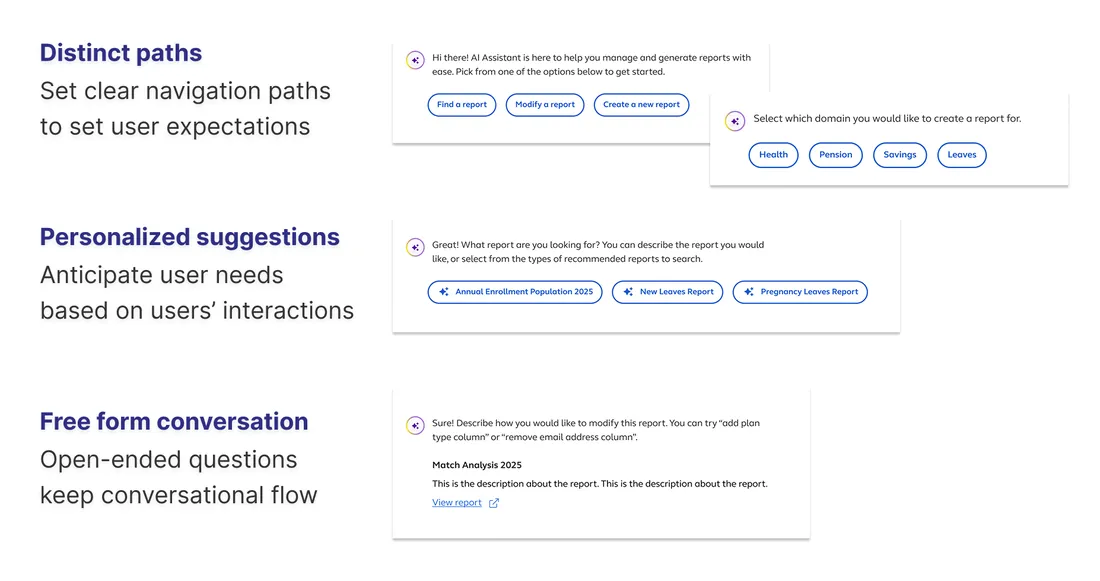 Distinct paths
Set clear navigation paths
to set user expectations
Hi there! AI Assistant is here to help you manage and generate reports with
ease. Pick from one of the options below to get started.
Find a report
Modify a report
Create a new report
Select which domain you would like to create a report for.
Health
Pension
Savings
Leaves
Personalized suggestions
Anticipate user needs
based on users’ interactions
Great! What report are you looking for? You can describe the report you would
like, or select from the types of recommended reports to search.
Annual Enrollment Population 2025
New Leaves Report
Pregnancy Leaves Report
Free form conversation
Open-ended questions
keep conversational flow
Sure! Describe how you would like to modify this report. You can try “add plan
type column” or “remove email address column”.
Match Analysis 2025
This is the description about the report. This is the description about the report.
View report